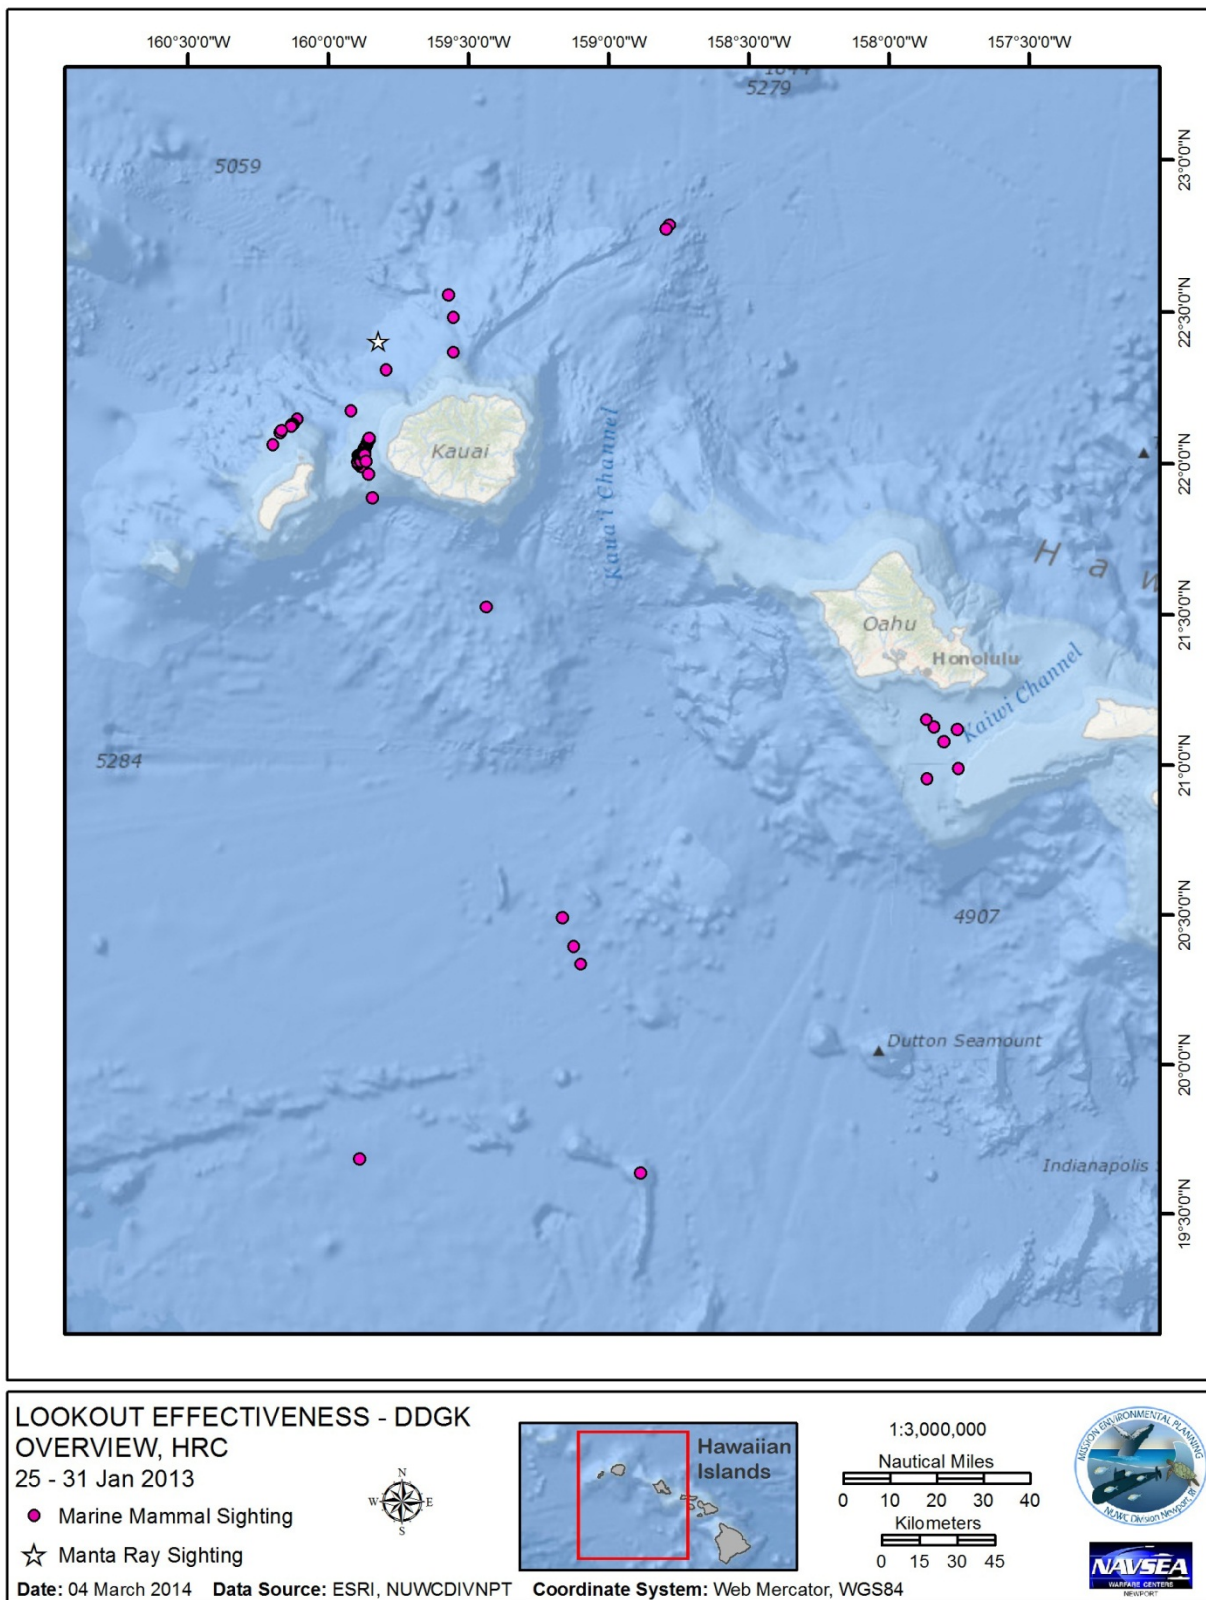 160°30'0"W 160°0'0"W 159°30'0"W 159°0'0"W 158°30'0"W 158°0'0"W 157°30'0"W
5279
5059
23°0'0"N
22°30'0"N
Kauai
Kaua'i Channel
22°0'0"N
H a w
21°30'0"N
Oahu
Honolulu
Kaiwi Channel
5284
21°0'0"N
4907
20°30'0"N
Dutton Seamount
20°0'0"N
Indianapolis
19°30'0"N
LOOKOUT EFFECTIVENESS - DDGK
OVERVIEW, HRC
25 - 31 Jan 2013
Marine Mammal Sighting
Manta Ray Sighting
N
W E
S
Hawaiian
Islands
1:3,000,000
Nautical Miles
0 10 20 30 40
Kilometers
0 15 30 45
MISSION ENVIRONMENTAL PLANNING
NUWC Division Newport, RI
NAVSEA
WARFARE CENTERS
NEWPORT
Date: 04 March 2014 Data Source: ESRI, NUWCDIVNPT Coordinate System: Web Mercator, WGS84